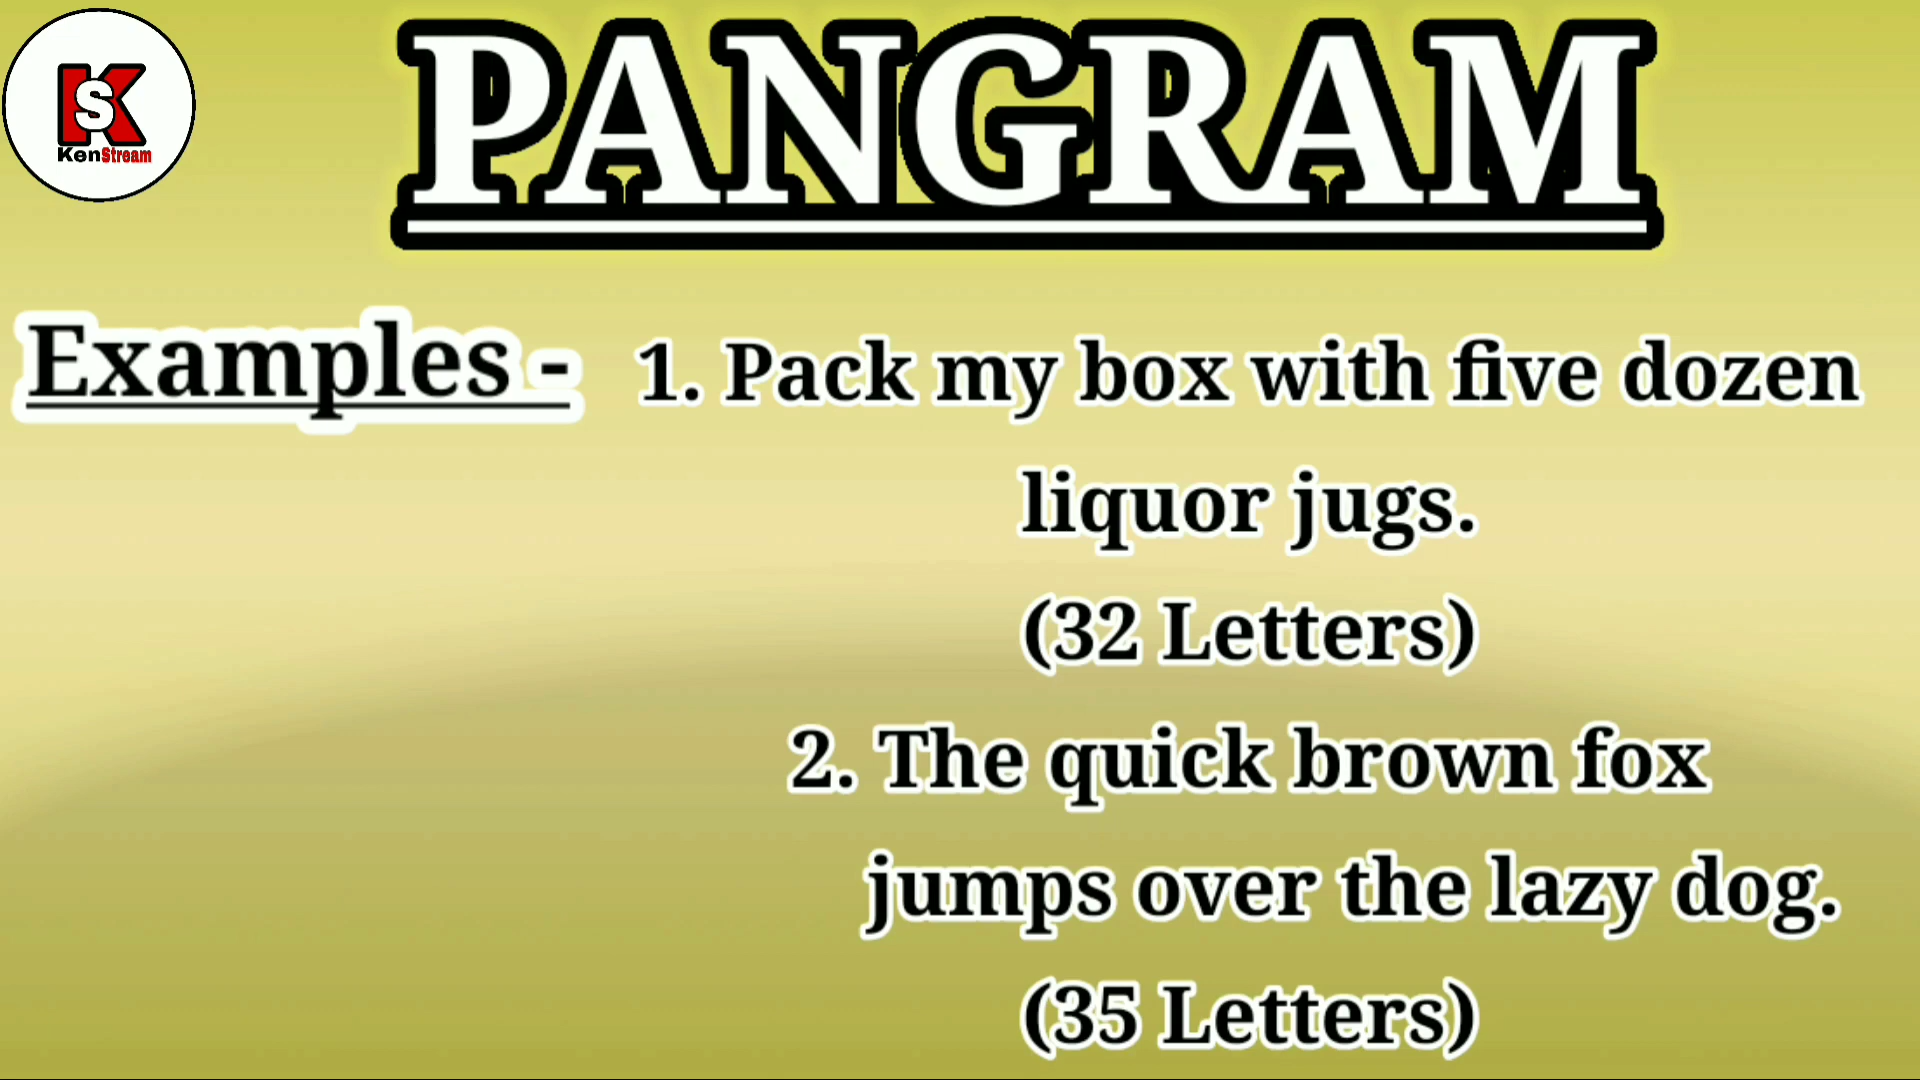 SK
KenStream
PANGRAM
Examples - 1. Pack my box with five dozen
liquor jugs.
(32 Letters)
2. The quick brown fox
jumps over the lazy dog.
(35 Letters)